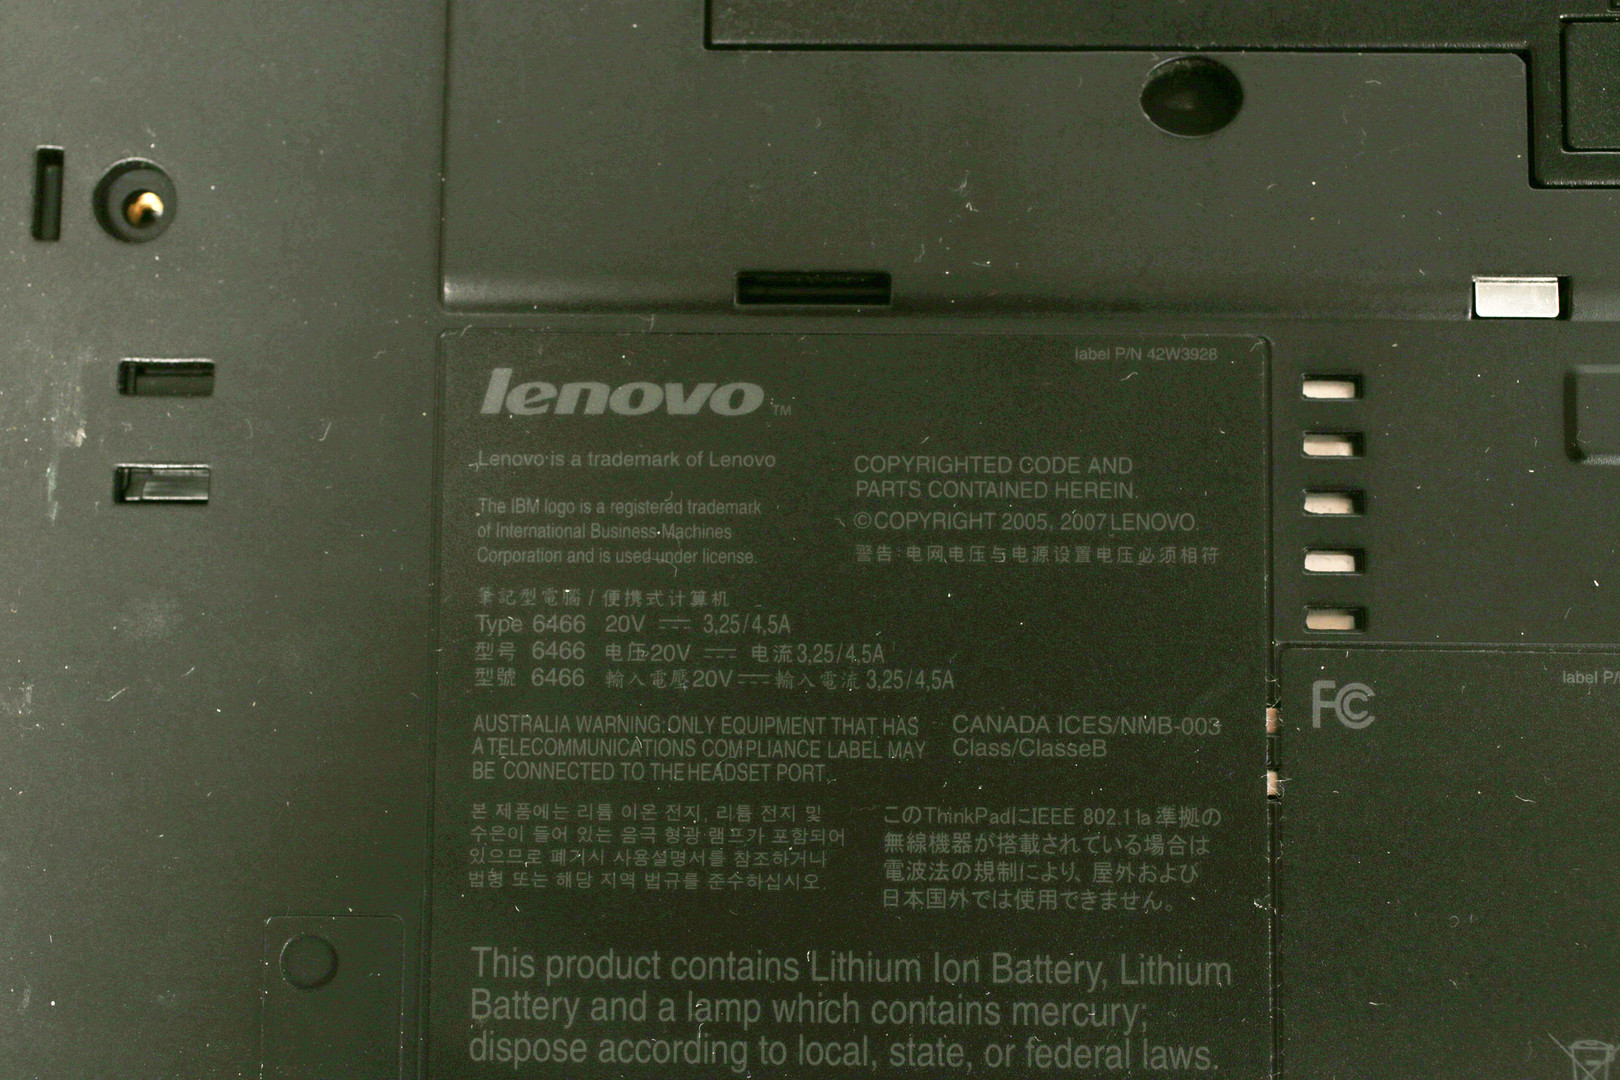 label P/N 42W3928
lenovo TM
Lenovo is a trademark of Lenovo
The IBM logo is a registered trademark
of International Business Machines
Corporation and is used under license.
COPYRIGHTED CODE AND
PARTS CONTAINED HEREIN.
©COPYRIGHT 2005, 2007 LENOVO.
警告:电网电压与电源设置电压必须相符
筆記型電腦 / 便携式计算机
Type 6466 20V ⎓ 3,25/4,5A
型号 6466 电压20V ⎓ 电流3,25/4,5A
型號 6466 輸入電壓20V ⎓ 輸入電流 3,25/4,5A
AUSTRALIA WARNING:ONLY EQUIPMENT THAT HAS
A TELECOMMUNICATIONS COMPLIANCE LABEL MAY
BE CONNECTED TO THE HEADSET PORT.
CANADA ICES/NMB-003
Class/ClasseB
본 제품에는 리튬 이온 전지, 리튬 전지 및
수은이 들어 있는 음극 형광 램프가 포함되어
있으므로 폐기시 사용설명서를 참조하거나
법령 또는 해당 지역 법규를 준수하십시오.
このThinkPadにIEEE 802.11a 準拠の
無線機器が搭載されている場合は
電波法の規制により、屋外および
日本国外では使用できません。
This product contains Lithium Ion Battery, Lithium
Battery and a lamp which contains mercury;
dispose according to local, state, or federal laws.
label P/
FC